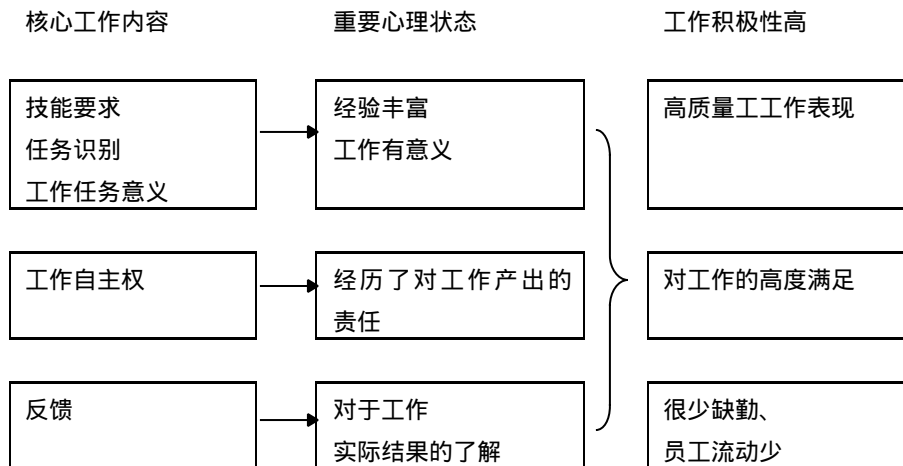 核心工作内容
重要心理状态
工作积极性高
技能要求
任务识别
工作任务意义
经验丰富
工作有意义
高质量工工作表现
工作自主权
经历了对工作产出的
责任
对工作的高度满足
反馈
对于工作
实际结果的了解
很少缺勤、
员工流动少